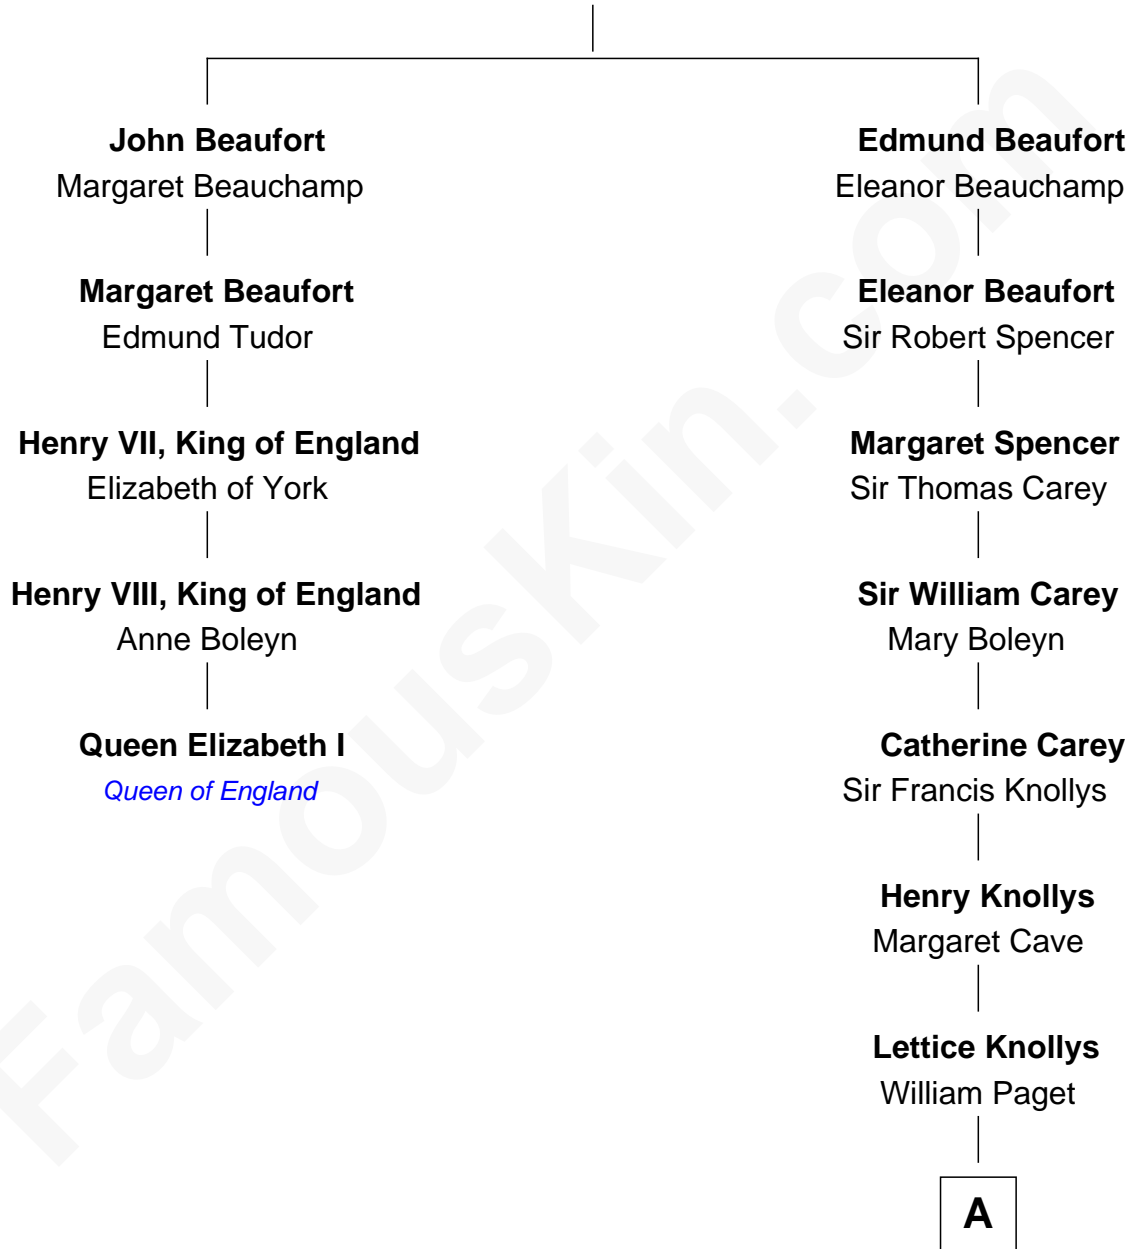 John Beaufort
Margaret Beauchamp
Margaret Beaufort
Edmund Tudor
Henry VII, King of England
Elizabeth of York
Henry VIII, King of England
Anne Boleyn
Queen Elizabeth I
Queen of England
Edmund Beaufort
Eleanor Beauchamp
Eleanor Beaufort
Sir Robert Spencer
Margaret Spencer
Sir Thomas Carey
Sir William Carey
Mary Boleyn
Catherine Carey
Sir Francis Knollys
Henry Knollys
Margaret Cave
Lettice Knollys
William Paget
A
FamousKin.com